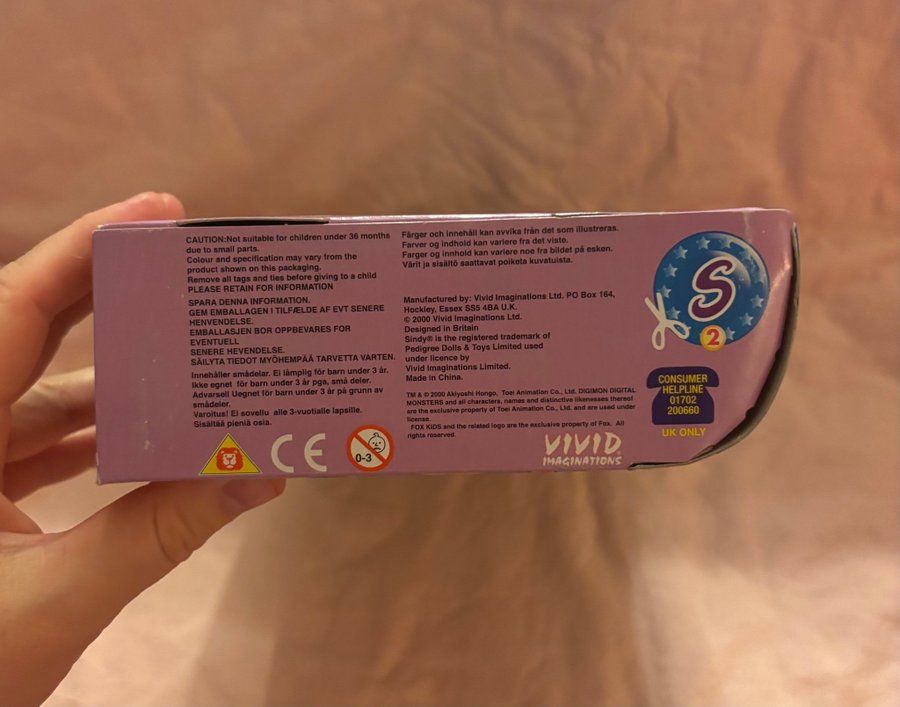 CAUTION:Not suitable for children under 36 months
due to small parts.
Colour and specification may vary from the
product shown on this packaging.
Remove all tags and ties before giving to a child
PLEASE RETAIN FOR INFORMATION
SPARA DENNA INFORMATION.
GEM EMBALLAGEN I TILFÆLDE AF EVT SENERE
HENVENDELSE.
EMBALLASJEN BOR OPPBEVARES FOR
EVENTUELL
SENERE HEVENDELSE.
SÄILYTA TIEDOT MYÖHEMPÄÄ TARVETTA VARTEN.
Innehåller smådelar. Ei lämplig för barn under 3 år.
Ikke egnet för barn under 3 år pga, små deler.
Advarsel! Uegnet for barn under 3 år på grunn av
smådeler.
Varoitus! Ei sovellu alle 3-vuotialle lapsille.
Sisältää pieniä osia.
0-3
Färger och innehåll kan avvika från det som illustreras.
Farver og indhold kan variere fra det viste.
Farger og innhold kan variere noe fra bildet på esken.
Värit ja sisältö saattavat poiketa kuvatuista.
Manufactured by: Vivid Imaginations Ltd. PO Box 164,
Hockley, Essex SS5 4BA U.K.
© 2000 Vivid Imaginations Ltd.
Designed in Britain
Sindy® is the registered trademark of
Pedigree Dolls & Toys Limited used
under licence by
Vivid Imaginations Limited.
Made in China.
TM & © 2000 Akiyoshi Hongo, Toei Animation Co., Ltd. DIGIMON DIGITAL
MONSTERS and all characters, names and distinctive likenesses thereof
are the exclusive property of Toei Animation Co., Ltd. and are used under
license.
FOX KIDS and the related logo are the exclusive property of Fox. All
rights reserved.
VIVID
IMAGINATIONS
S
2
CONSUMER
HELPLINE
01702
200660
UK ONLY